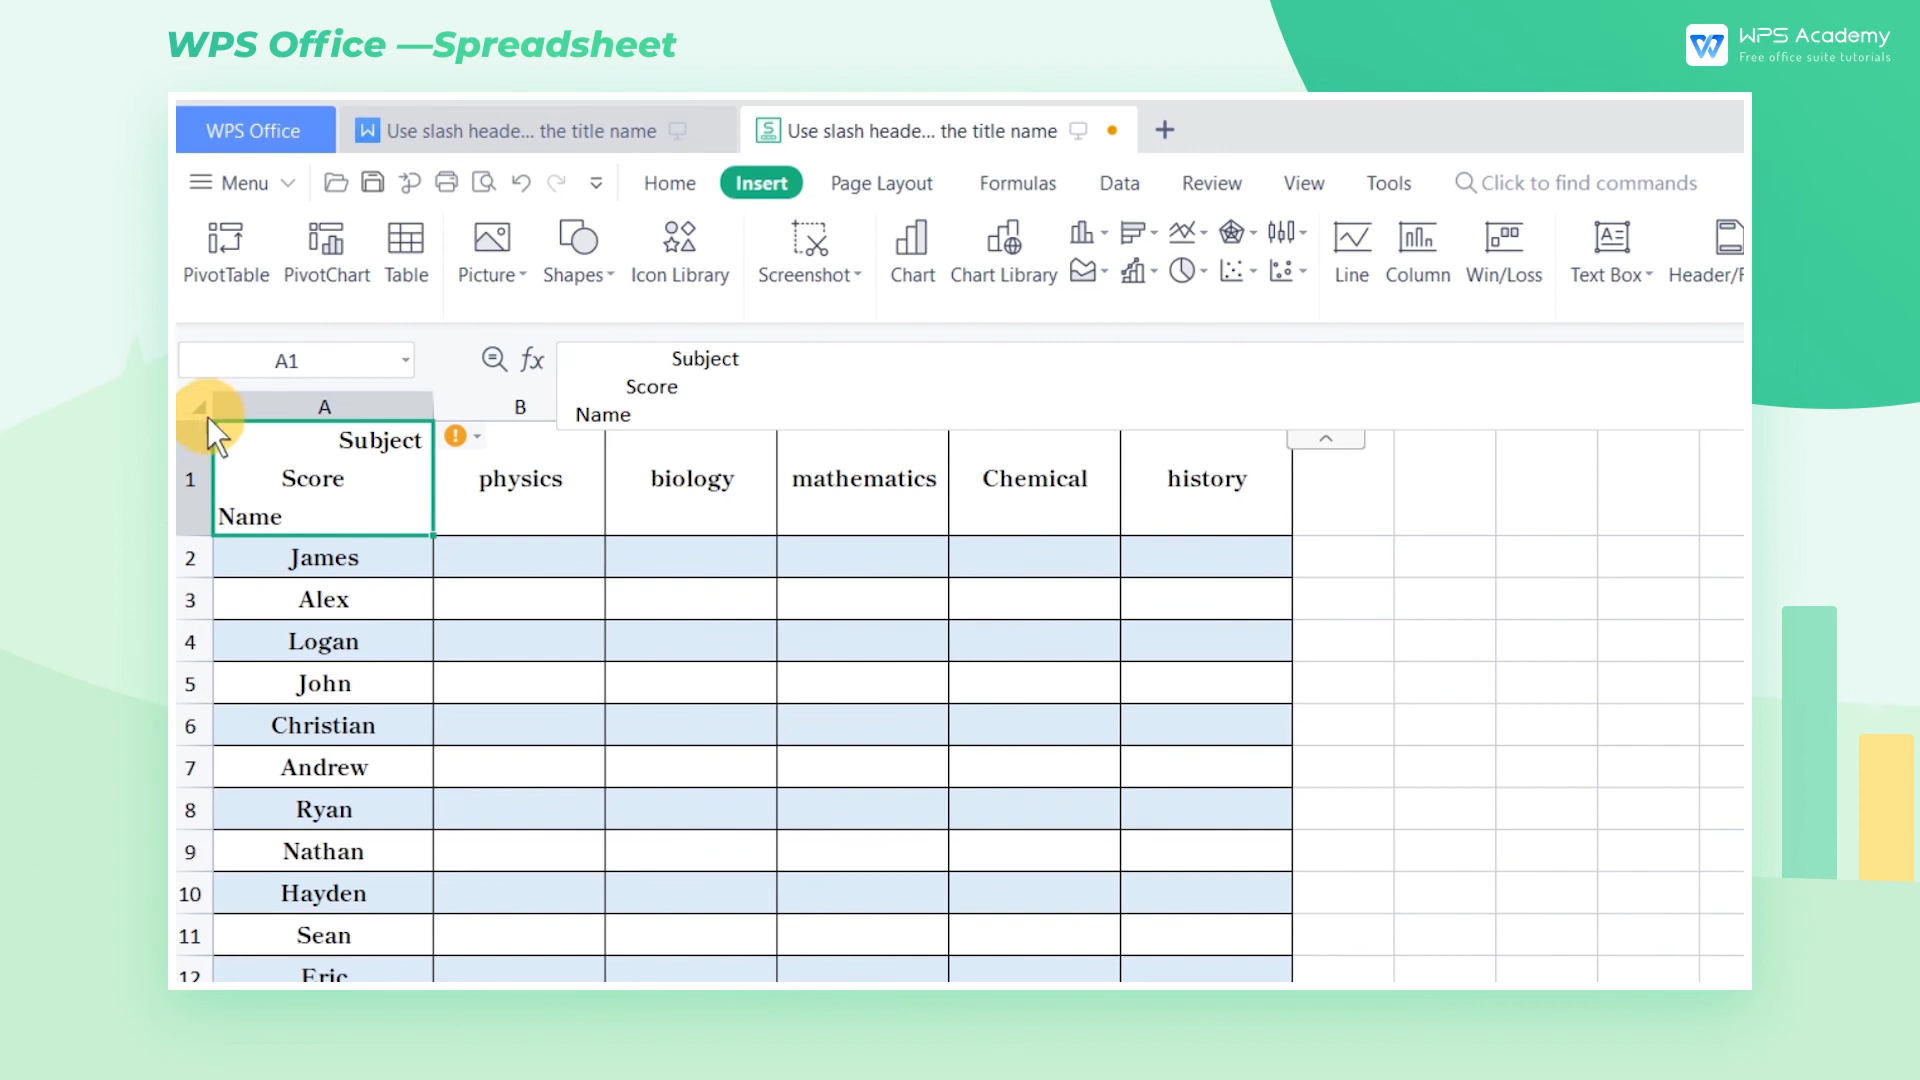 WPS Office —Spreadsheet
WPS Academy
Free office suite tutorials
WPS Office
Use slash heade... the title name
Use slash heade... the title name
Menu
Home
Insert
Page Layout
Formulas
Data
Review
View
Tools
Click to find commands
PivotTable
PivotChart
Table
Picture
Shapes
Icon Library
Screenshot
Chart
Chart Library
Line
Column
Win/Loss
Text Box
Header/F
A1
fx
Subject
Score
Name
A
B
1
Subject
Score
Name
physics
biology
mathematics
Chemical
history
2 James
3 Alex
4 Logan
5 John
6 Christian
7 Andrew
8 Ryan
9 Nathan
10 Hayden
11 Sean
12 Eric